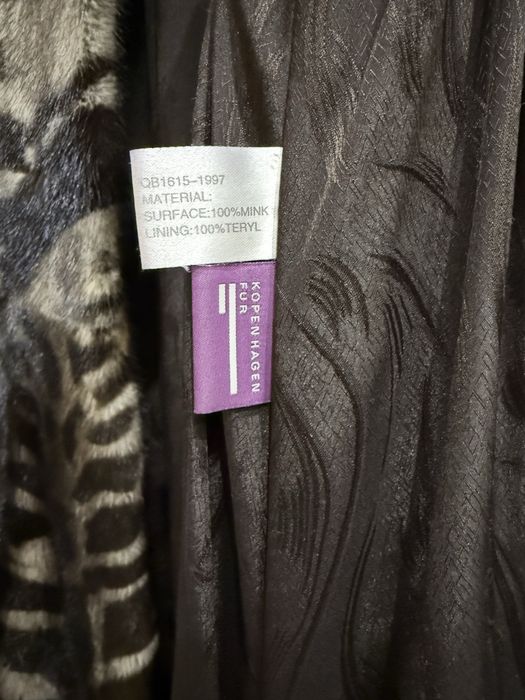 QB1615-1997
MATERIAL:
SURFACE:100%MINK
LINING:100%TERYL
KOPENHAGEN
FUR